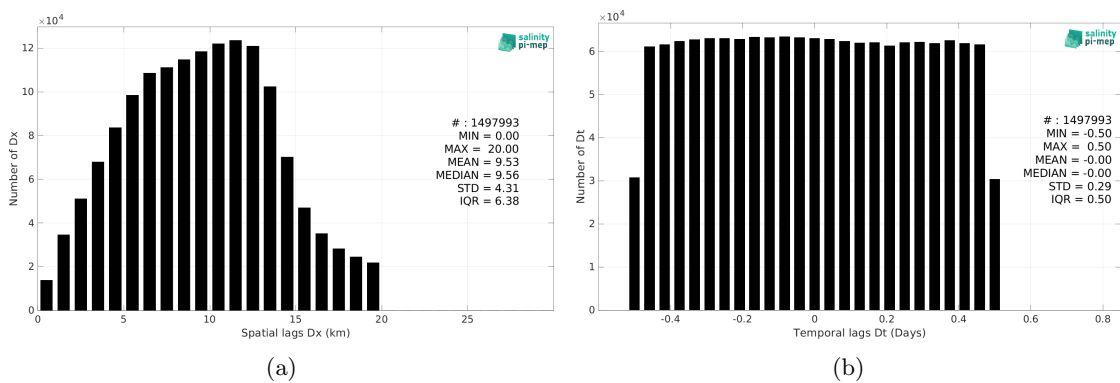 ×10⁴
12
10
8
6
4
2
0
Number of Dx
0 5 10 15 20 25
Spatial lags Dx (km)
salinity
pi-mep
# : 1497993
MIN = 0.00
MAX = 20.00
MEAN = 9.53
MEDIAN = 9.56
STD = 4.31
IQR = 6.38
(a)
×10⁴
6
5
4
3
2
1
0
Number of Dt
-0.4 -0.2 0 0.2 0.4 0.6 0.8
Temporal lags Dt (Days)
salinity
pi-mep
# : 1497993
MIN = -0.50
MAX = 0.50
MEAN = -0.00
MEDIAN = -0.00
STD = 0.29
IQR = 0.50
(b)